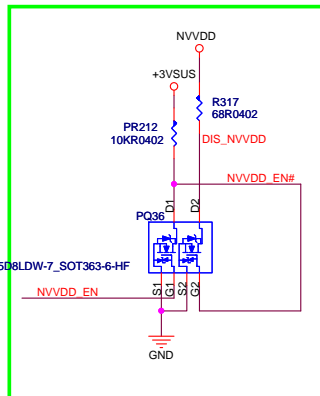 NVVDD
+3VSUS
R317
68R0402
PR212
10KR0402
DIS_NVVDD
NVVDD_EN#
D1
D2
PQ36
5D8LDW-7_SOT363-6-HF
NVVDD_EN
S1
G1
S2
G2
GND